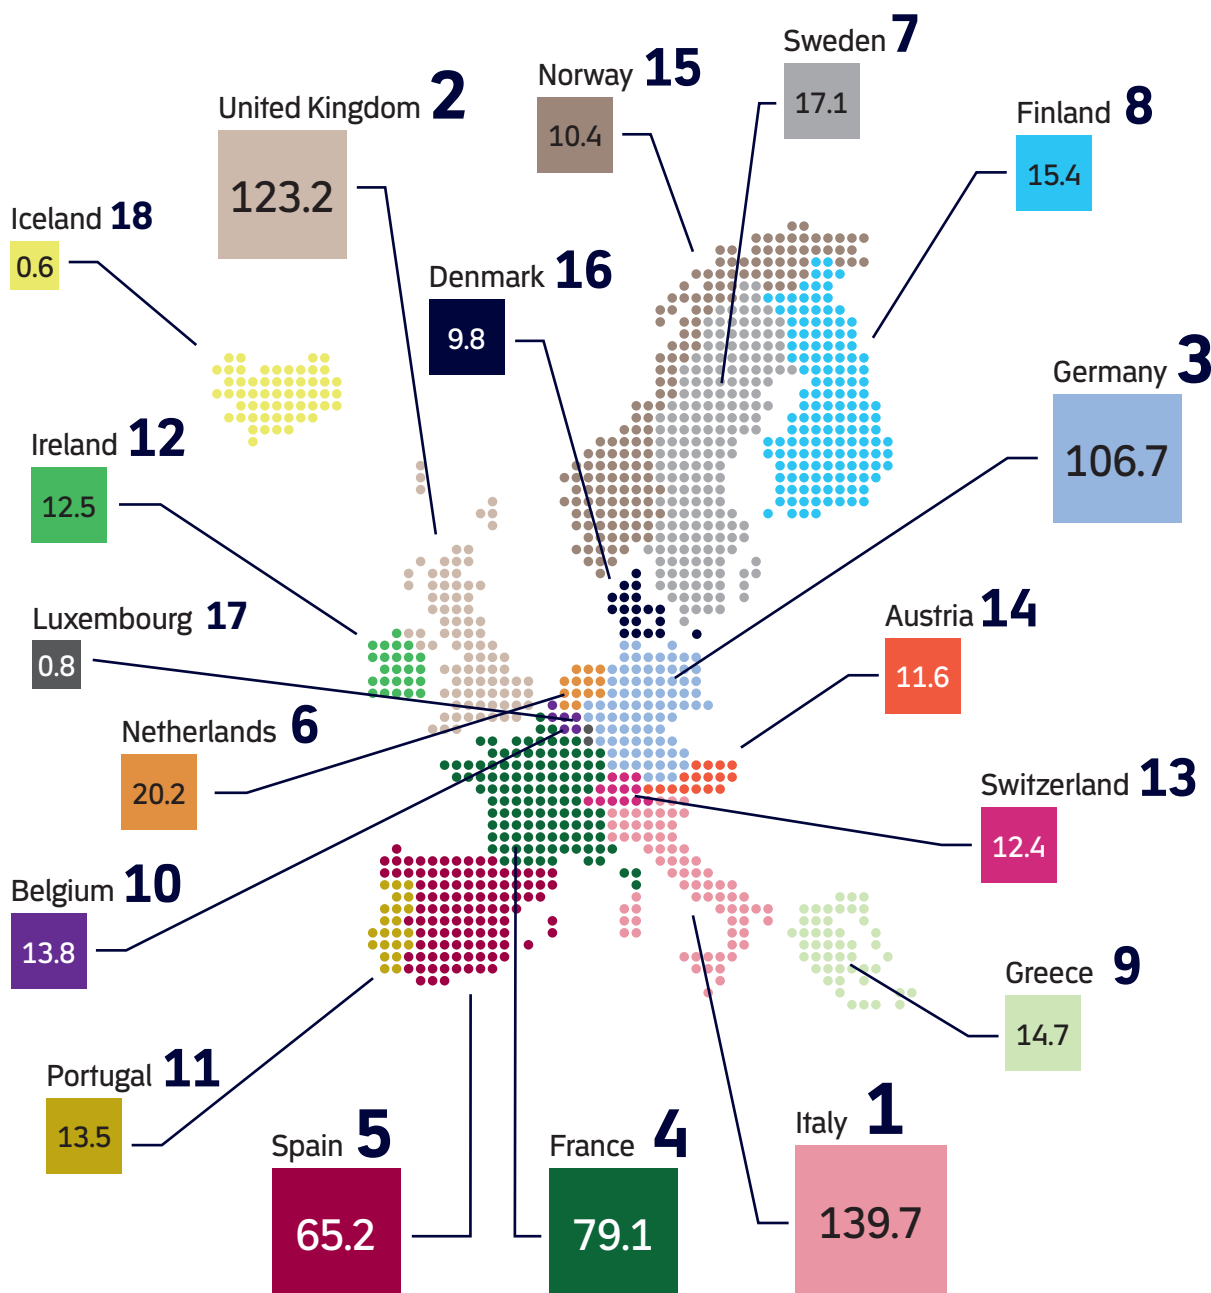 Sweden 7
17.1
Norway 15
10.4
United Kingdom 2
123.2
Finland 8
15.4
Iceland 18
0.6
Denmark 16
9.8
Germany 3
106.7
Ireland 12
12.5
Luxembourg 17
0.8
Austria 14
11.6
Netherlands 6
20.2
Switzerland 13
12.4
Belgium 10
13.8
Greece 9
14.7
Portugal 11
13.5
Spain 5
65.2
France 4
79.1
Italy 1
139.7